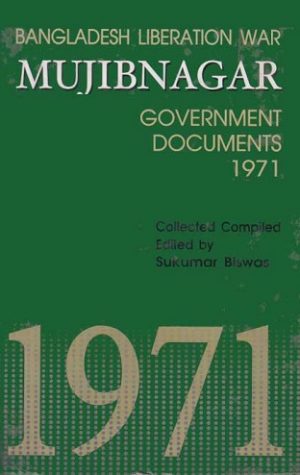 BANGLADESH LIBERATION WAR
MUJIBNAGAR
GOVERNMENT
DOCUMENTS
1971
Collected Compiled
Edited by
Sukumar Biswas
1971